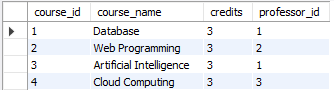 course_id course_name credits professor_id
1 Database 3 1
2 Web Programming 3 2
3 Artificial Intelligence 3 1
4 Cloud Computing 3 3